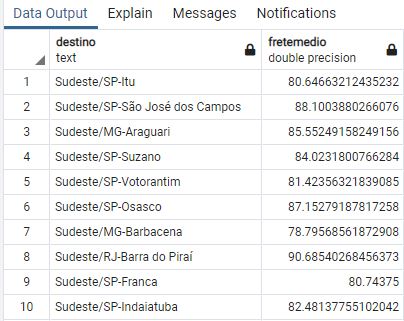 Data Output Explain Messages Notifications
destino fretemedio
text double precision
1 Sudeste/SP-Itu 80.64663212435232
2 Sudeste/SP-São José dos Campos 88.1003880266076
3 Sudeste/MG-Araguari 85.55249158249156
4 Sudeste/SP-Suzano 84.0231800766284
5 Sudeste/SP-Votorantim 81.42356321839085
6 Sudeste/SP-Osasco 87.15279187817258
7 Sudeste/MG-Barbacena 78.79568561872908
8 Sudeste/RJ-Barra do Piraí 90.68540268456373
9 Sudeste/SP-Franca 80.74375
10 Sudeste/SP-Indaiatuba 82.48137755102042